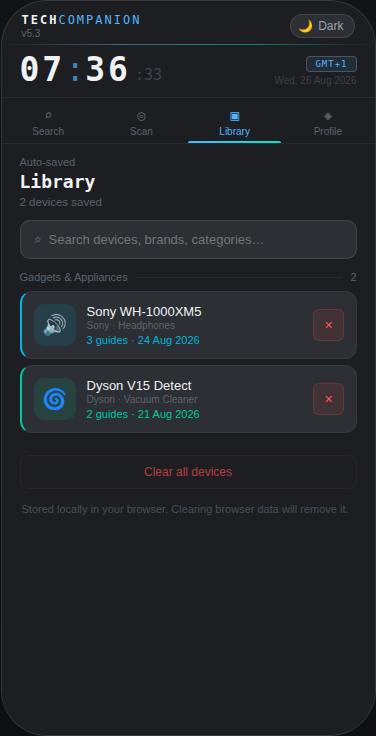 TECHCOMPANION
v5.3
🌙 Dark
07:36:33
GMT+1
Wed, 26 Aug 2026
Search
Scan
Library
Profile
Auto-saved
Library
2 devices saved
Search devices, brands, categories…
Gadgets & Appliances 2
Sony WH-1000XM5
Sony · Headphones
3 guides · 24 Aug 2026
×
Dyson V15 Detect
Dyson · Vacuum Cleaner
2 guides · 21 Aug 2026
×
Clear all devices
Stored locally in your browser. Clearing browser data will remove it.